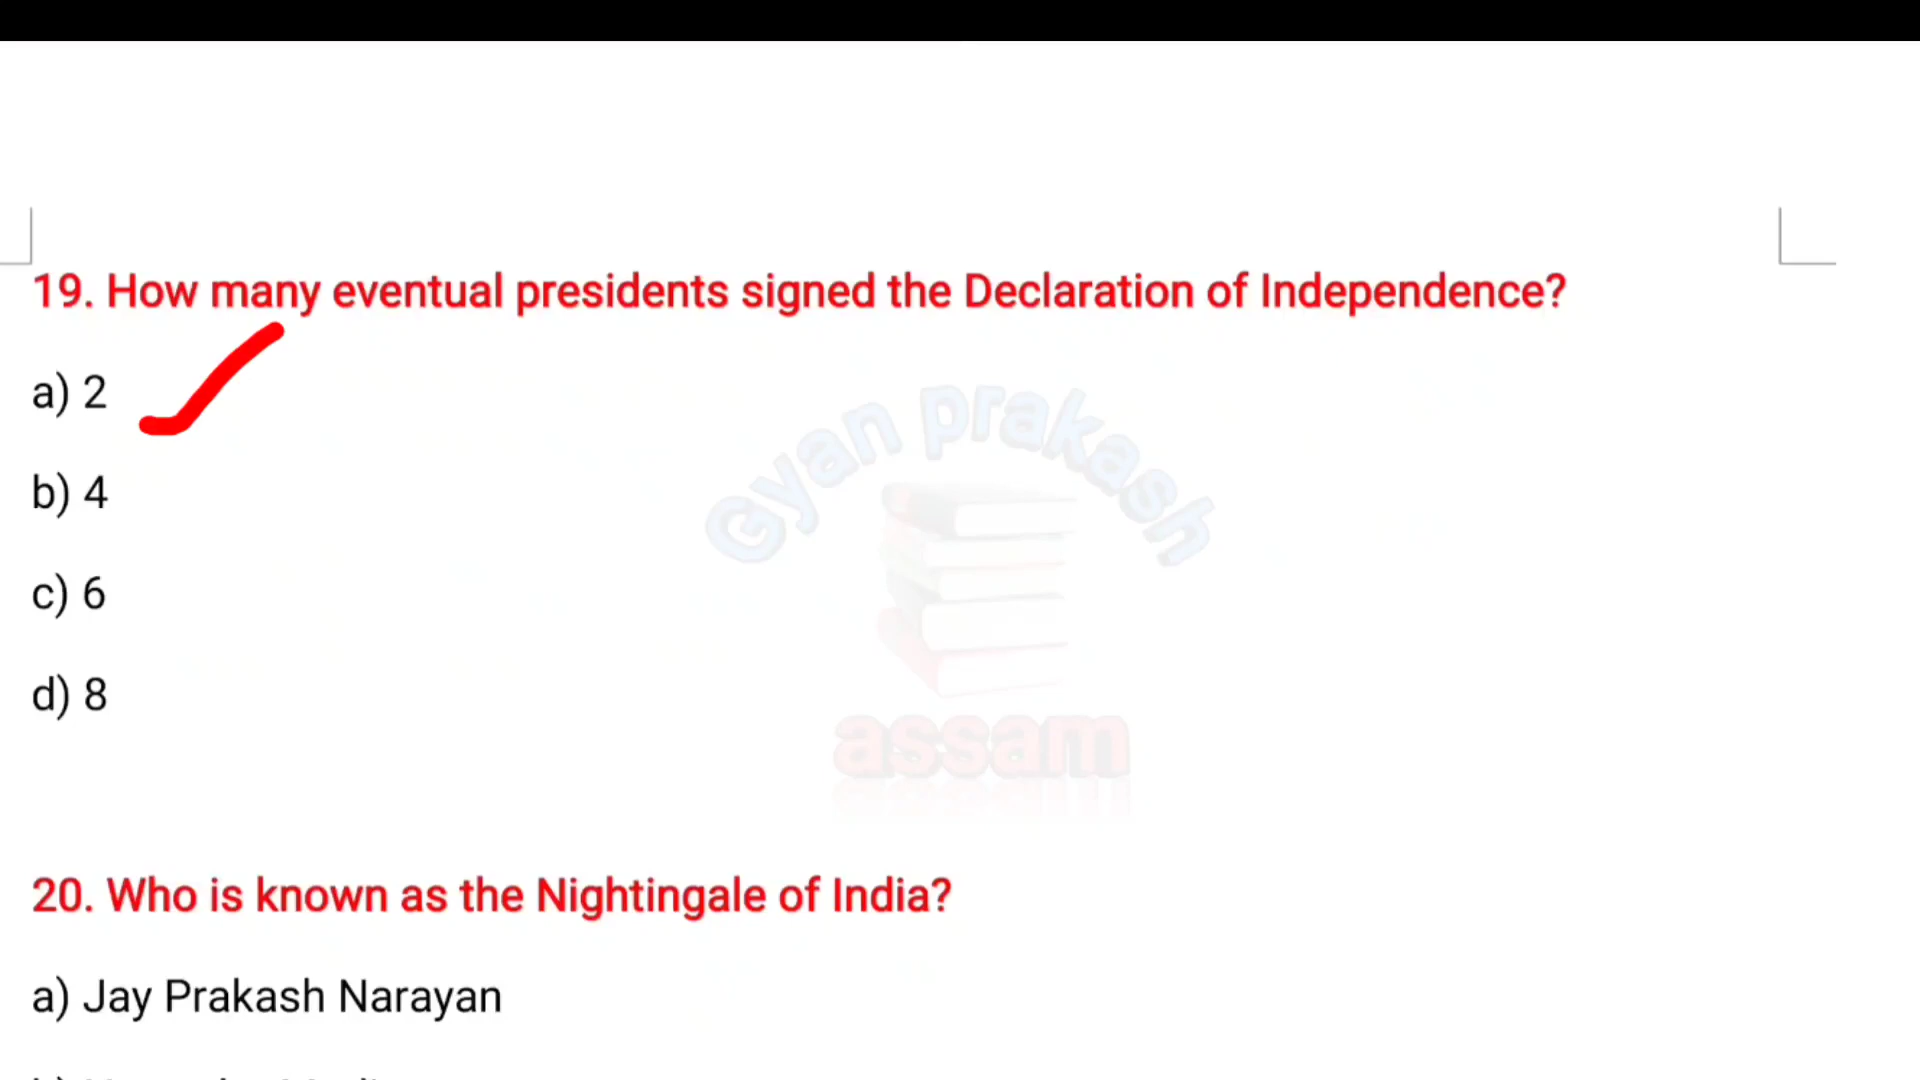 19. How many eventual presidents signed the Declaration of Independence?
a) 2
b) 4
c) 6
d) 8
Gyan prakash
assam
20. Who is known as the Nightingale of India?
a) Jay Prakash Narayan